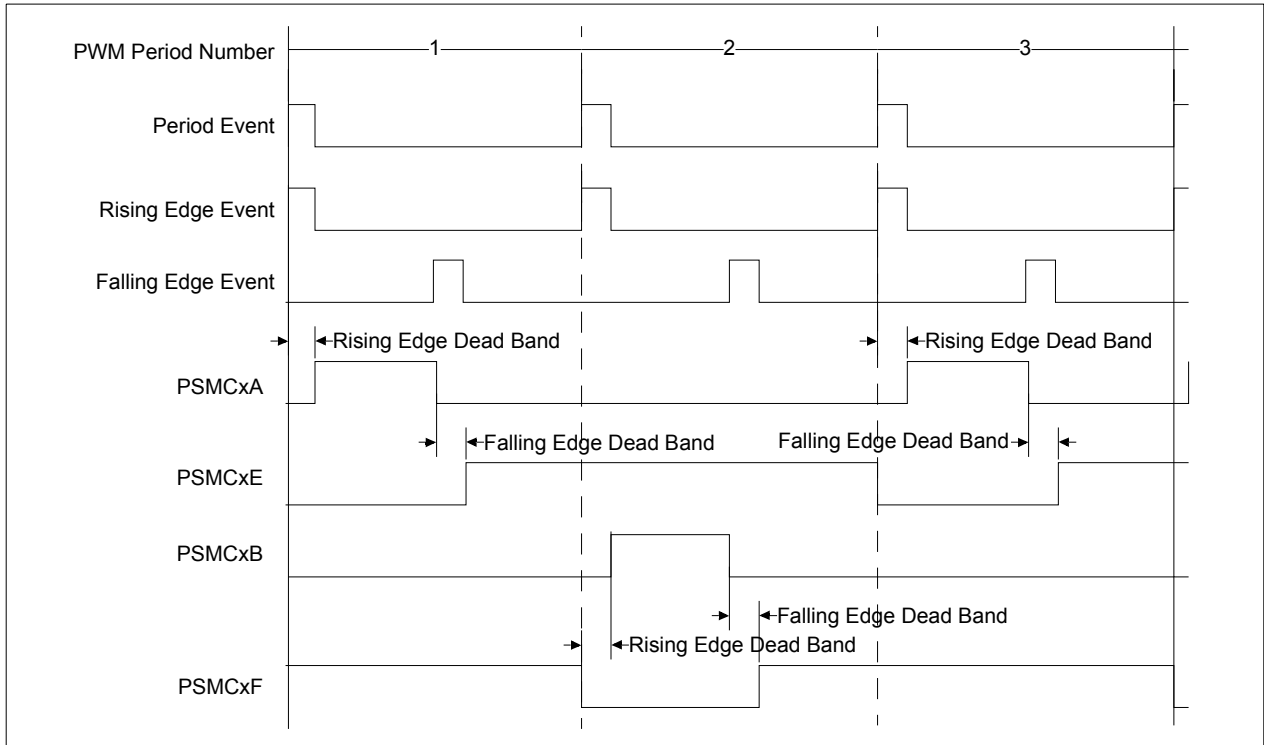 PWM Period Number
1
2
3
Period Event
Rising Edge Event
Falling Edge Event
Rising Edge Dead Band
Rising Edge Dead Band
PSMCxA
Falling Edge Dead Band
Falling Edge Dead Band
PSMCxE
PSMCxB
Falling Edge Dead Band
Rising Edge Dead Band
PSMCxF